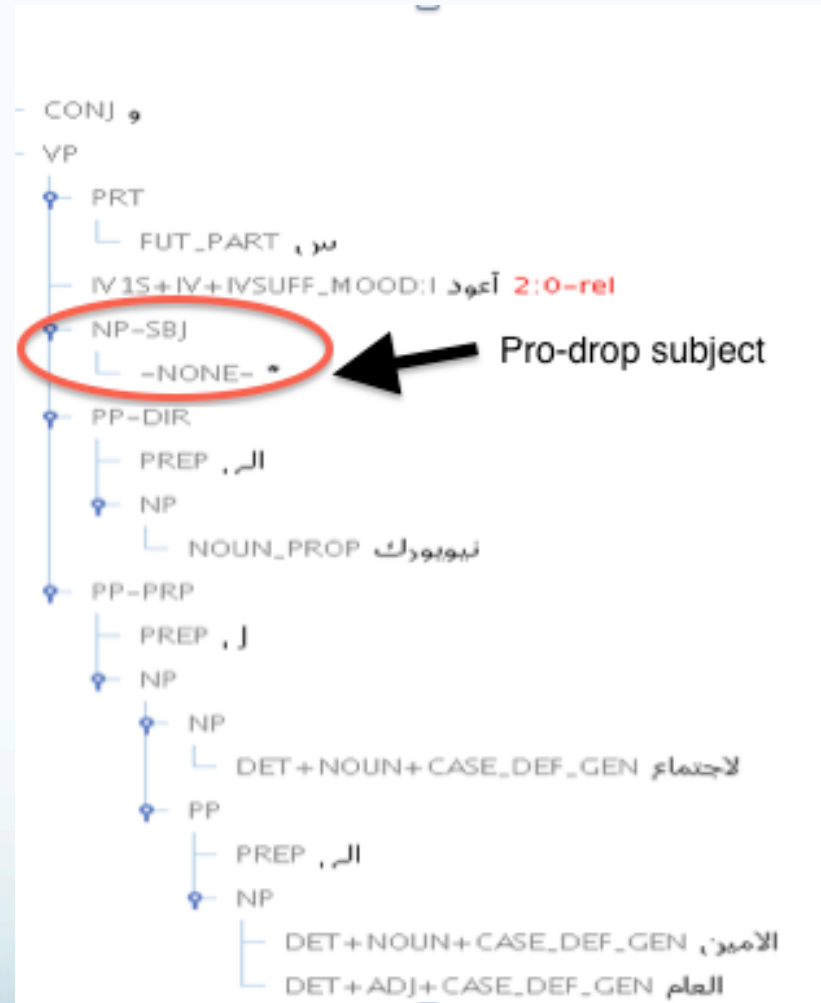 CONJ و
VP
PRT
FUT_PART س
IV1S+IV+IVSUFF_MOOD:I آعود 2:0-rel
NP-SBJ
-NONE- *
Pro-drop subject
PP-DIR
PREP الى
NP
NOUN_PROP نيويورك
PP-PRP
PREP ل
NP
NP
DET+NOUN+CASE_DEF_GEN لاجتماع
PP
PREP الى
NP
DET+NOUN+CASE_DEF_GEN الامين
DET+ADJ+CASE_DEF_GEN العام